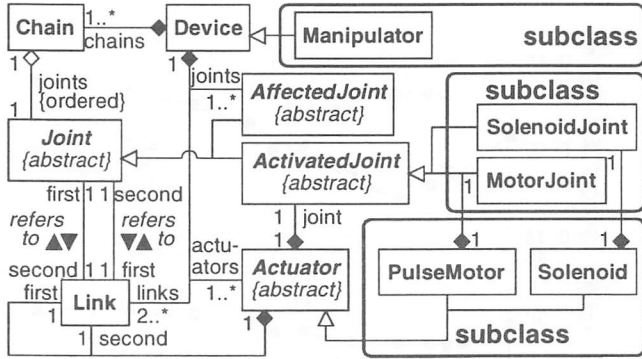 Chain
1..*
chains
Device
Manipulator
subclass
1
1
joints
{ordered}
1
joints
1..*
AffectedJoint
{abstract}
subclass
SolenoidJoint
Joint
{abstract}
ActivatedJoint
{abstract}
1
MotorJoint
1
first
1
1
second
refers
to ▲▼
refers
▼▲ to
1
joint
1
1
actu-
ators
1..*
Actuator
{abstract}
PulseMotor
Solenoid
second
1
1
first
first
1
Link
links
2..*
1
1
second
subclass